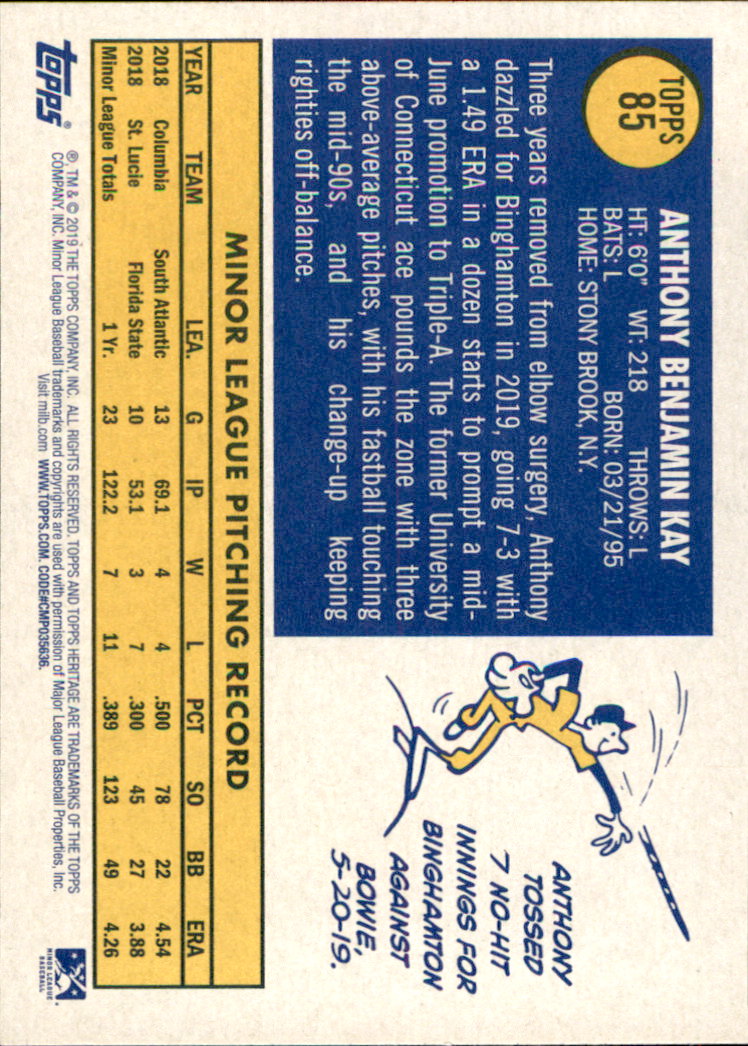 TOPPS
85
ANTHONY BENJAMIN KAY
HT: 6'0" WT: 218 THROWS: L
BATS: L BORN: 03/21/95
HOME: STONY BROOK, N.Y.
Three years removed from elbow surgery, Anthony
dazzled for Binghamton in 2019, going 7-3 with
a 1.49 ERA in a dozen starts to prompt a mid-
June promotion to Triple-A. The former University
of Connecticut ace pounds the zone with three
above-average pitches, with his fastball touching
the mid-90s, and his change-up keeping
righties off-balance.
ANTHONY
TOSSED
7 NO-HIT
INNINGS FOR
BINGHAMTON
AGAINST
BOWIE,
5-20-19.
MINOR LEAGUE PITCHING RECORD
YEAR TEAM LEA. G IP W L PCT SO BB ERA
2018 Columbia South Atlantic 13 69.1 4 4 .500 78 22 4.54
2018 St. Lucie Florida State 10 53.1 3 7 .300 45 27 3.88
Minor League Totals 1 Yr. 23 122.2 7 11 .389 123 49 4.26
topps®
®, TM & © 2019 THE TOPPS COMPANY, INC. ALL RIGHTS RESERVED. TOPPS AND TOPPS HERITAGE ARE TRADEMARKS OF THE TOPPS
COMPANY, INC. Minor League Baseball trademarks and copyrights are used with permission of Major League Baseball Properties, Inc.
Visit milb.com WWW.TOPPS.COM. CODE#CMP035636.
MINOR LEAGUE
BASEBALL